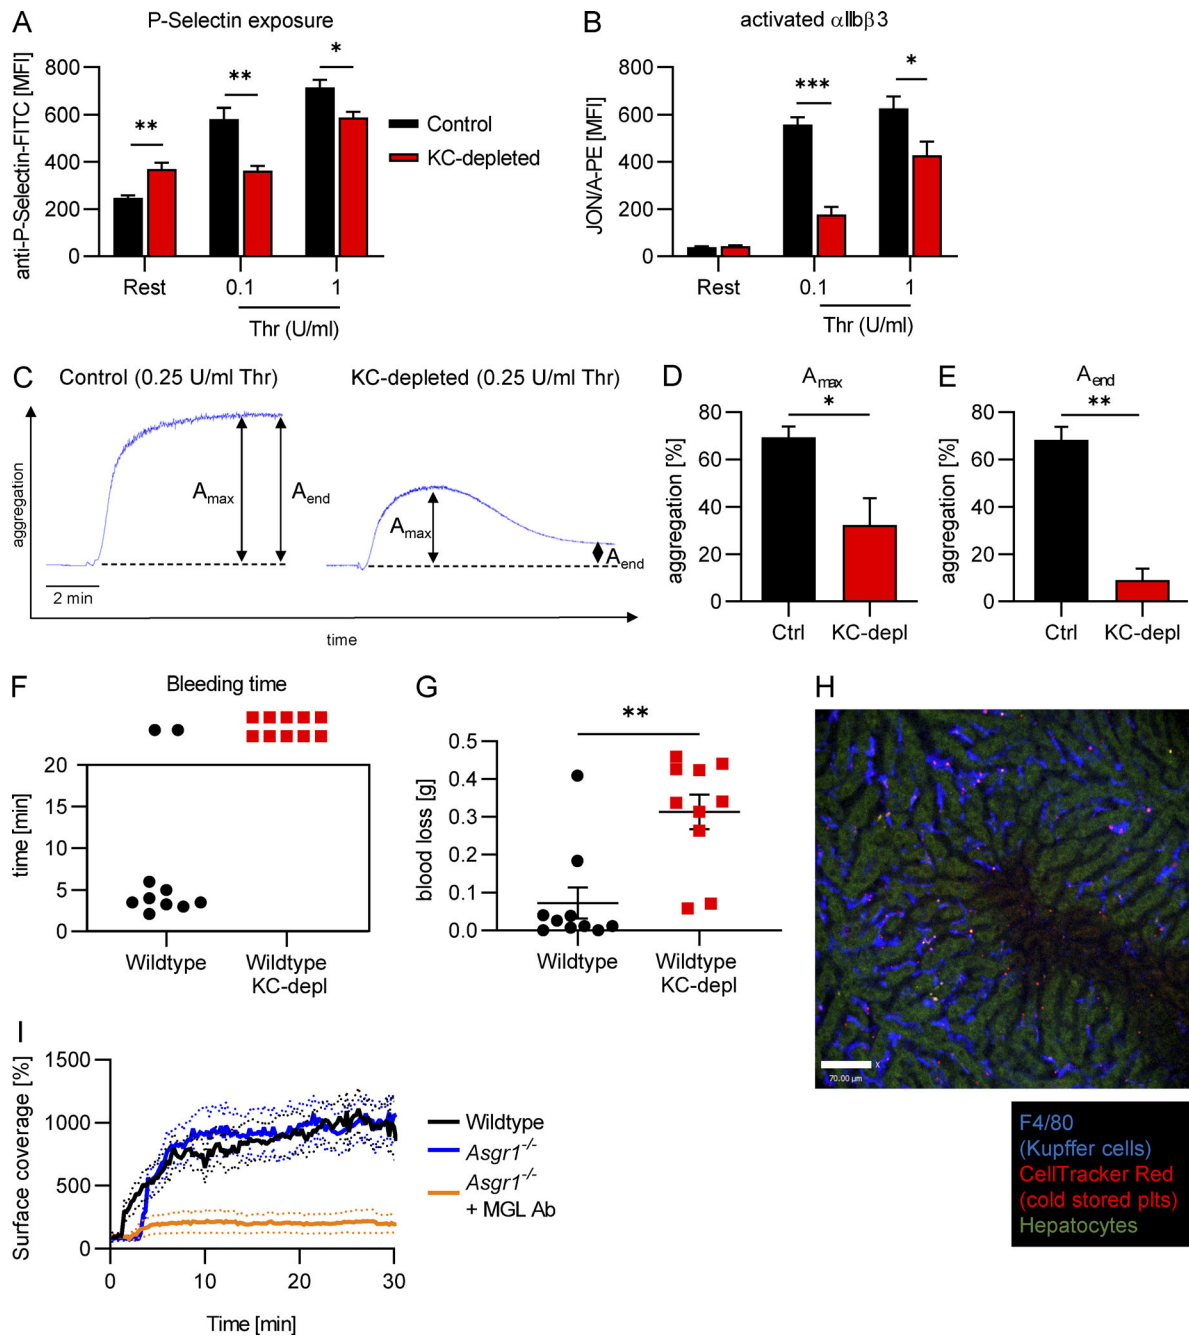 A
P-Selectin exposure
anti-P-Selectin-FITC [MFI]
800
600
400
200
0
**
**
*
Rest
0.1
1
Thr (U/ml)
Control
KC-depleted
B
activated αIIbβ3
JON/A-PE [MFI]
800
600
400
200
0
***
*
Rest
0.1
1
Thr (U/ml)
C
Control (0.25 U/ml Thr)
KC-depleted (0.25 U/ml Thr)
aggregation
Amax
Aend
Amax
Aend
2 min
time
D
Amax
*
aggregation [%]
80
60
40
20
0
Ctrl
KC-depl
E
Aend
**
aggregation [%]
80
60
40
20
0
Ctrl
KC-depl
F
Bleeding time
time [min]
20
15
10
5
0
Wildtype
Wildtype
KC-depl
G
**
blood loss [g]
0.5
0.4
0.3
0.2
0.1
0.0
Wildtype
Wildtype
KC-depl
H
x
70.00 µm
F4/80
(Kupffer cells)
CellTracker Red
(cold stored plts)
Hepatocytes
I
Surface coverage [%]
1500
1000
500
0
0
10
20
30
Time [min]
Wildtype
Asgr1-/-
Asgr1-/-
+ MGL Ab